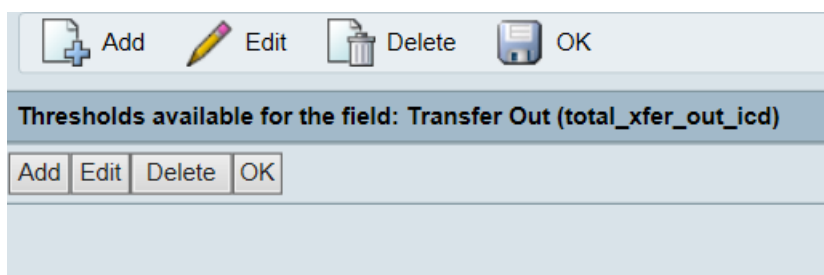 Add Edit Delete OK
Thresholds available for the field: Transfer Out (total_xfer_out_icd)
Add Edit Delete OK